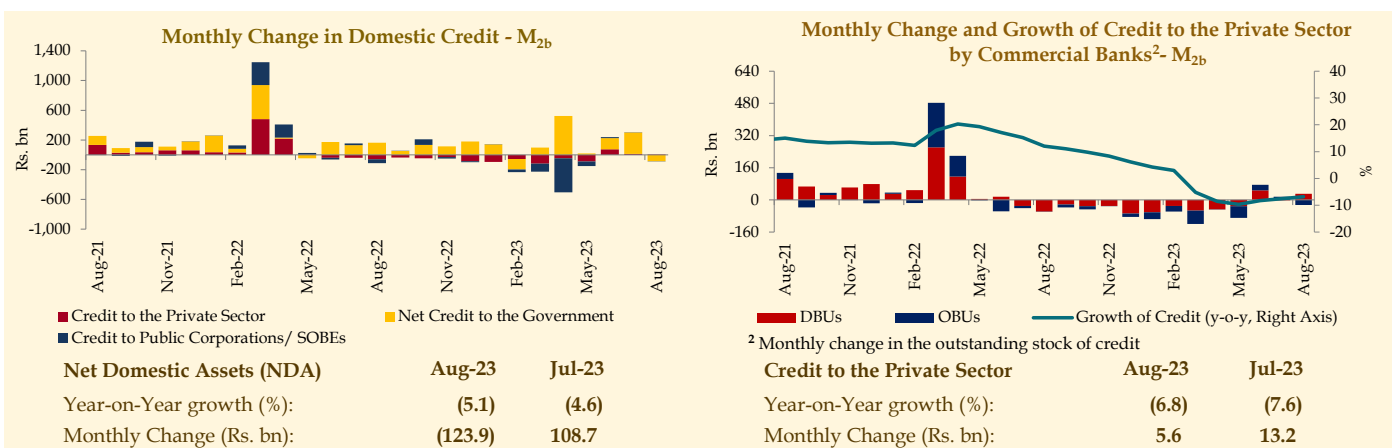 Monthly Change in Domestic Credit - M2b
1,400
1,000
600
200
-200
-600
-1,000
Rs. bn
Aug-21
Nov-21
Feb-22
May-22
Aug-22
Nov-22
Feb-23
May-23
Aug-23
Credit to the Private Sector
Net Credit to the Government
Credit to Public Corporations/ SOBEs
Net Domestic Assets (NDA) Aug-23 Jul-23
Year-on-Year growth (%): (5.1) (4.6)
Monthly Change (Rs. bn): (123.9) 108.7
Monthly Change and Growth of Credit to the Private Sector
by Commercial Banks2- M2b
640
480
320
160
0
-160
Rs. bn
40
30
20
10
0
-10
-20
%
Aug-21
Nov-21
Feb-22
May-22
Aug-22
Nov-22
Feb-23
May-23
Aug-23
DBUs
OBUs
Growth of Credit (y-o-y, Right Axis)
2 Monthly change in the outstanding stock of credit
Credit to the Private Sector Aug-23 Jul-23
Year-on-Year growth (%): (6.8) (7.6)
Monthly Change (Rs. bn): 5.6 13.2